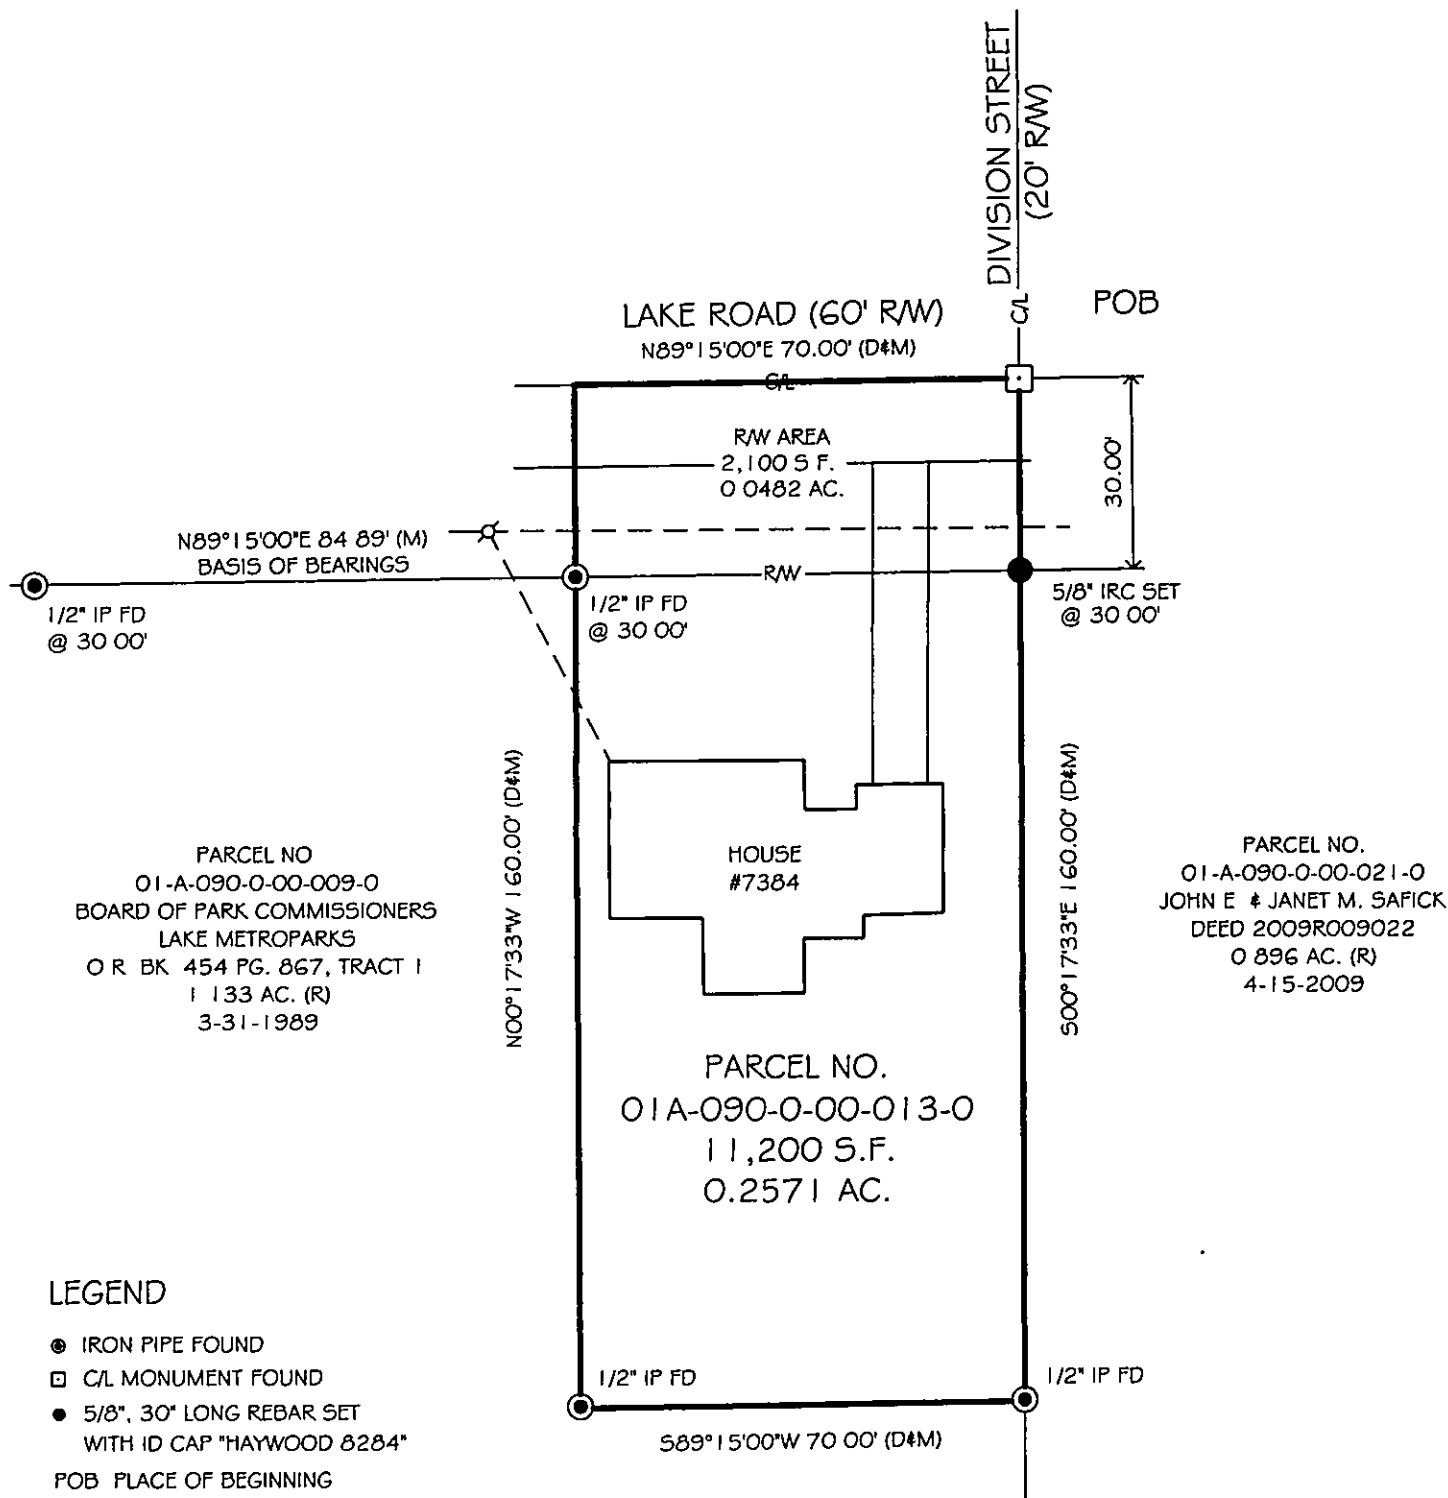 DIVISION STREET
(20' R/W)
C/L
POB
LAKE ROAD (60' R/W)
N89°15'00"E 70.00' (D&M)
C/L
R/W AREA
2,100 S F.
0 0482 AC.
30.00'
N89°15'00"E 84 89' (M)
BASIS OF BEARINGS
R/W
1/2" IP FD
@ 30 00'
1/2" IP FD
@ 30 00'
5/8" IRC SET
@ 30 00'
N00°17'33"W 160.00' (D&M)
S00°17'33"E 160.00' (D&M)
HOUSE
#7384
PARCEL NO
01-A-090-0-00-009-0
BOARD OF PARK COMMISSIONERS
LAKE METROPARKS
O R BK 454 PG. 867, TRACT 1
1 133 AC. (R)
3-31-1989
PARCEL NO.
01-A-090-0-00-021-0
JOHN E & JANET M. SAFICK
DEED 2009R009022
0 896 AC. (R)
4-15-2009
PARCEL NO.
01A-090-0-00-013-0
11,200 S.F.
0.2571 AC.
LEGEND
IRON PIPE FOUND
C/L MONUMENT FOUND
5/8", 30" LONG REBAR SET
WITH ID CAP "HAYWOOD 8284"
POB PLACE OF BEGINNING
1/2" IP FD
1/2" IP FD
S89°15'00"W 70 00' (D&M)